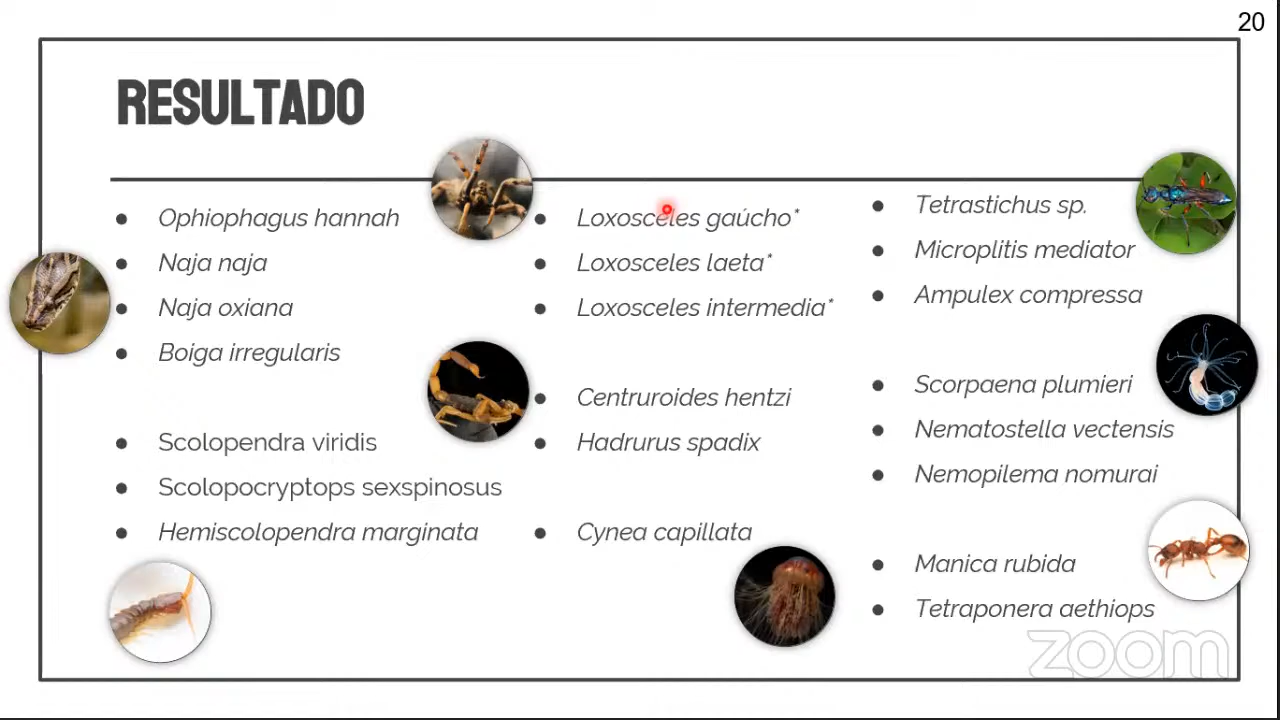 20
RESULTADO
Ophiophagus hannah
Naja naja
Naja oxiana
Boiga irregularis
Scolopendra viridis
Scolopocryptops sexspinosus
Hemiscolopendra marginata
Loxosceles gaúcho*
Loxosceles laeta*
Loxosceles intermedia*
Centruroides hentzi
Hadrurus spadix
Cynea capillata
Tetrastichus sp.
Microplitis mediator
Ampulex compressa
Scorpaena plumieri
Nematostella vectensis
Nemopilema nomurai
Manica rubida
Tetraponera aethiops
zoom